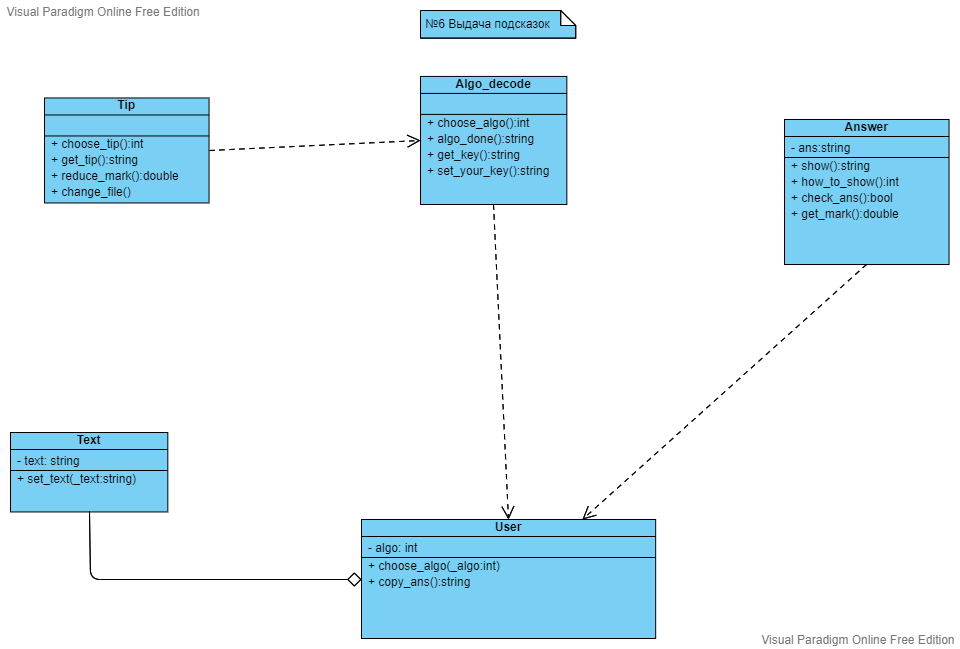 Visual Paradigm Online Free Edition
№6 Выдача подсказок
Tip
+ choose_tip():int
+ get_tip():string
+ reduce_mark():double
+ change_file()
Algo_decode
+ choose_algo():int
+ algo_done():string
+ get_key():string
+ set_your_key():string
Answer
- ans:string
+ show():string
+ how_to_show():int
+ check_ans():bool
+ get_mark():double
Text
- text: string
+ set_text(_text:string)
User
- algo: int
+ choose_algo(_algo:int)
+ copy_ans():string
Visual Paradigm Online Free Edition